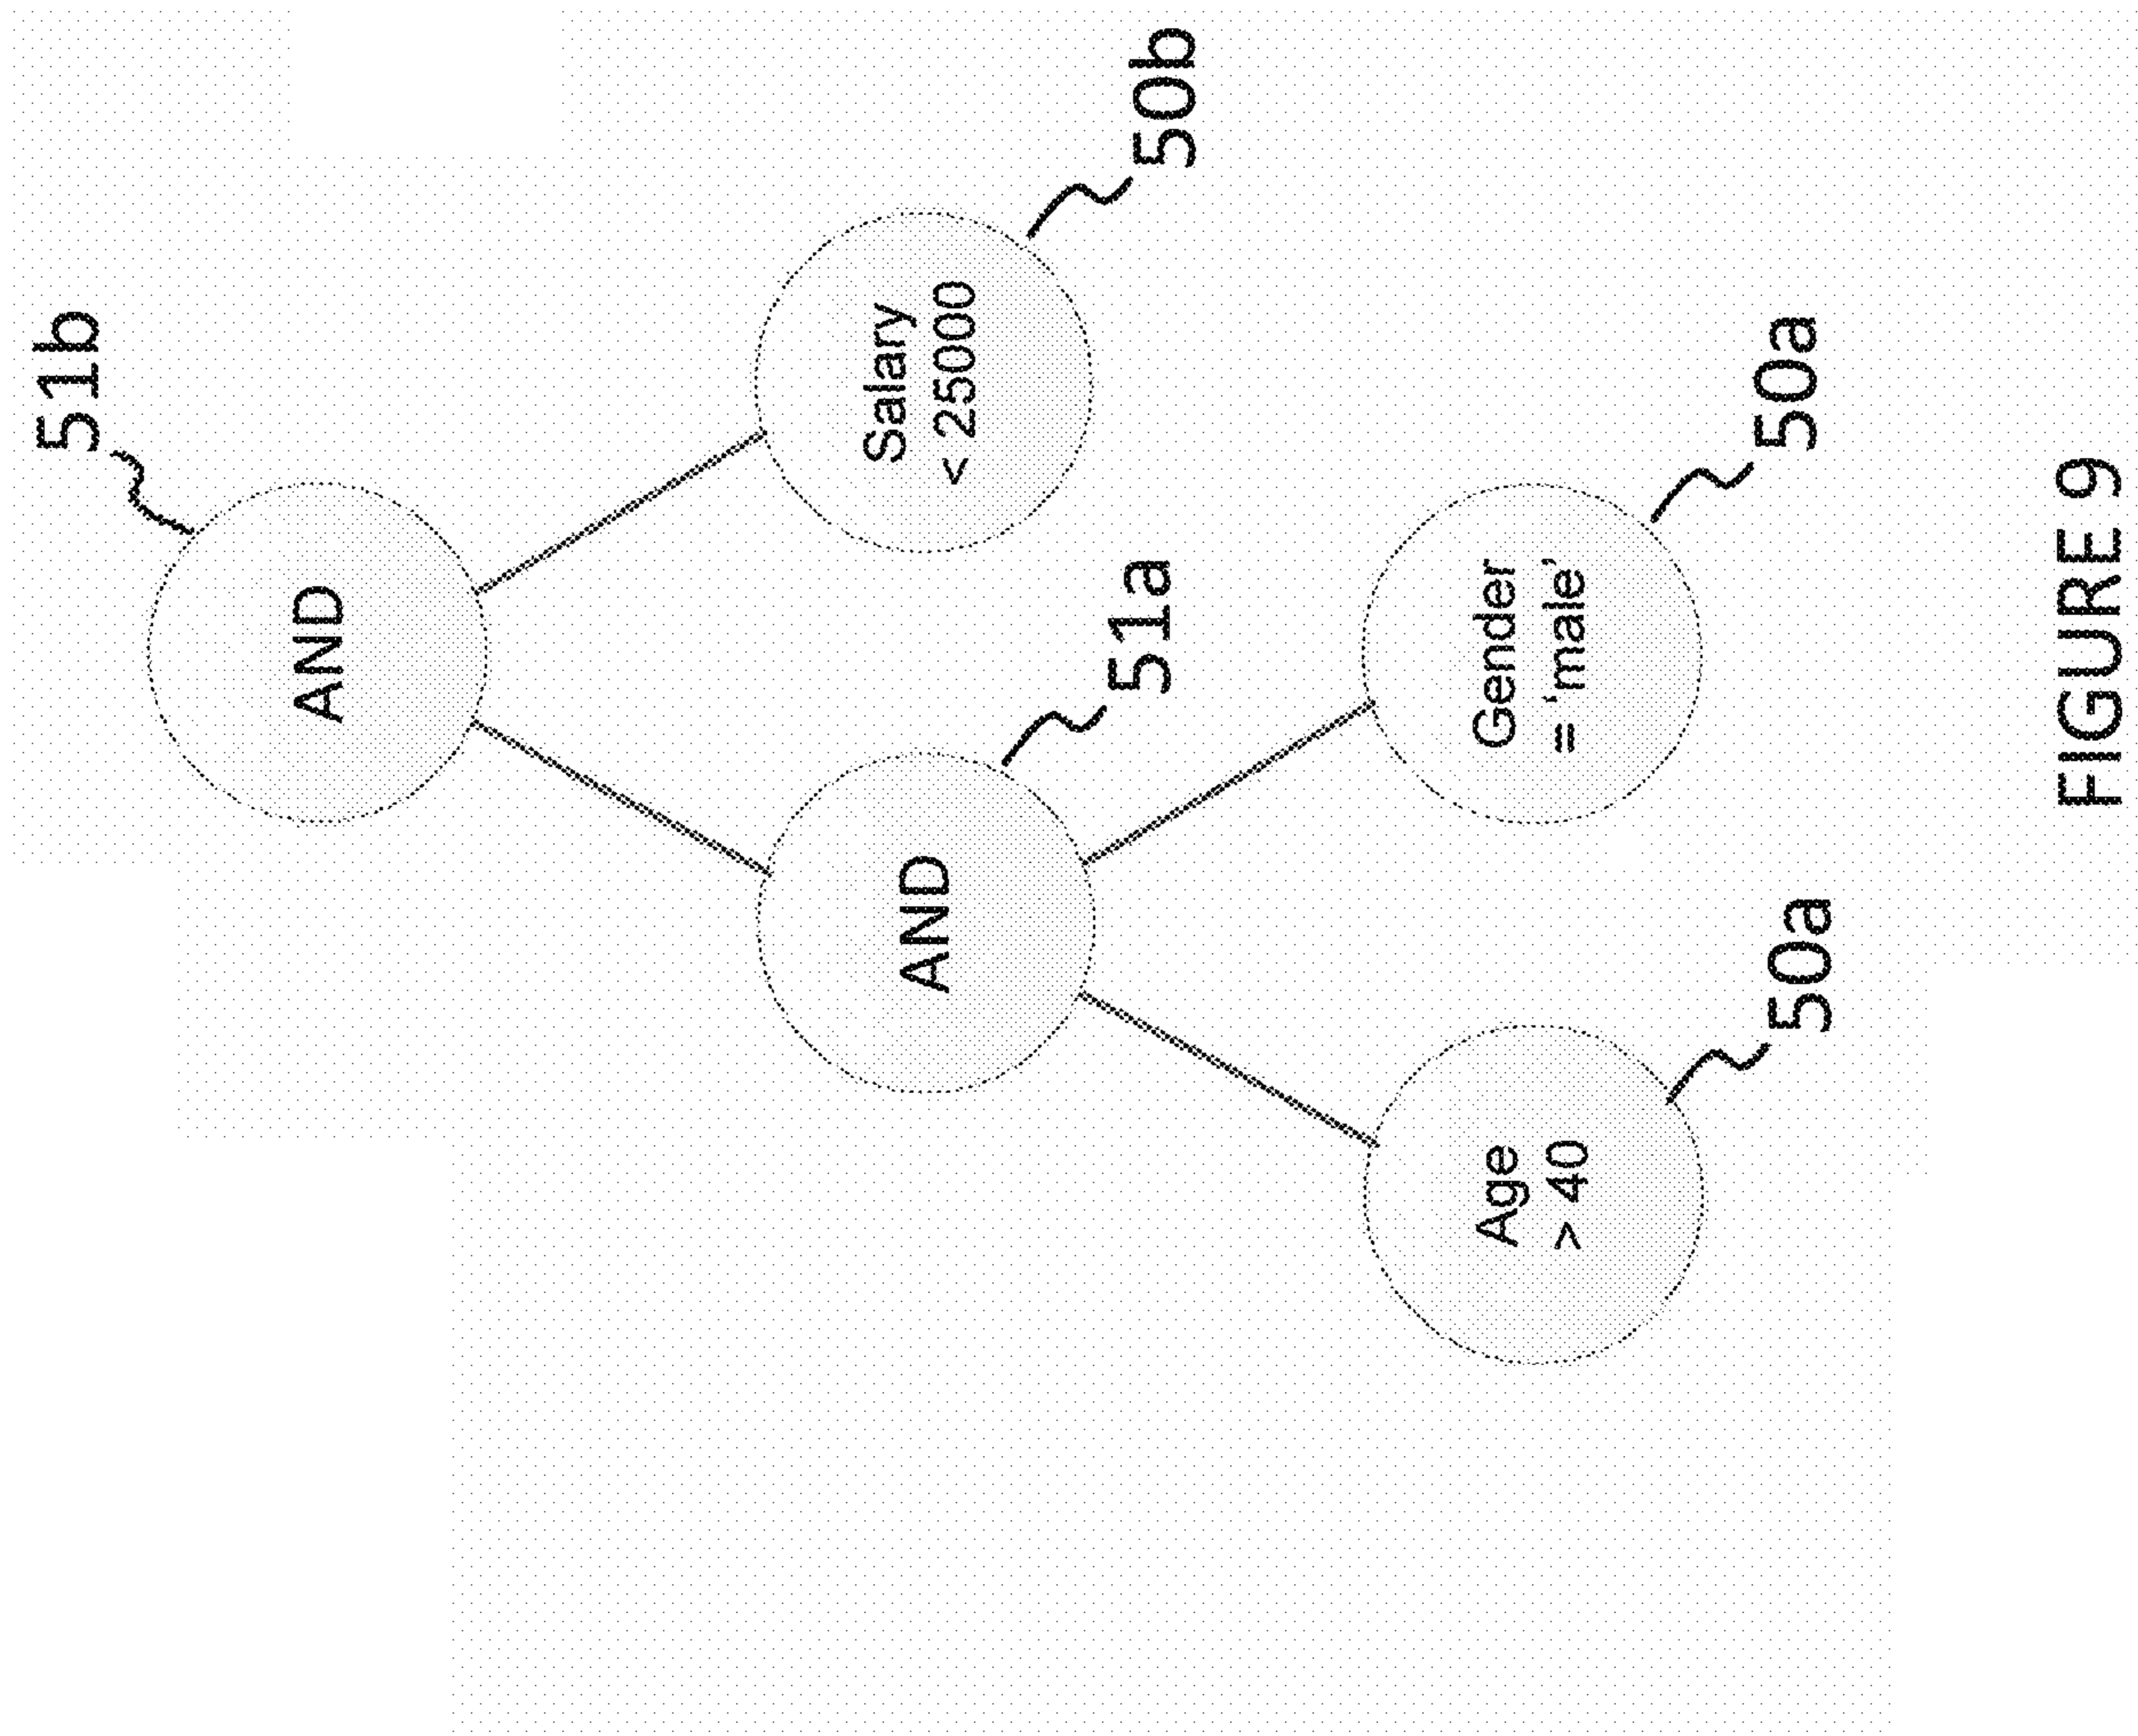 51b
AND
AND
51a
Salary
< 25000
50b
Age
> 40
50a
Gender
= ‘male’
50a
FIGURE 9